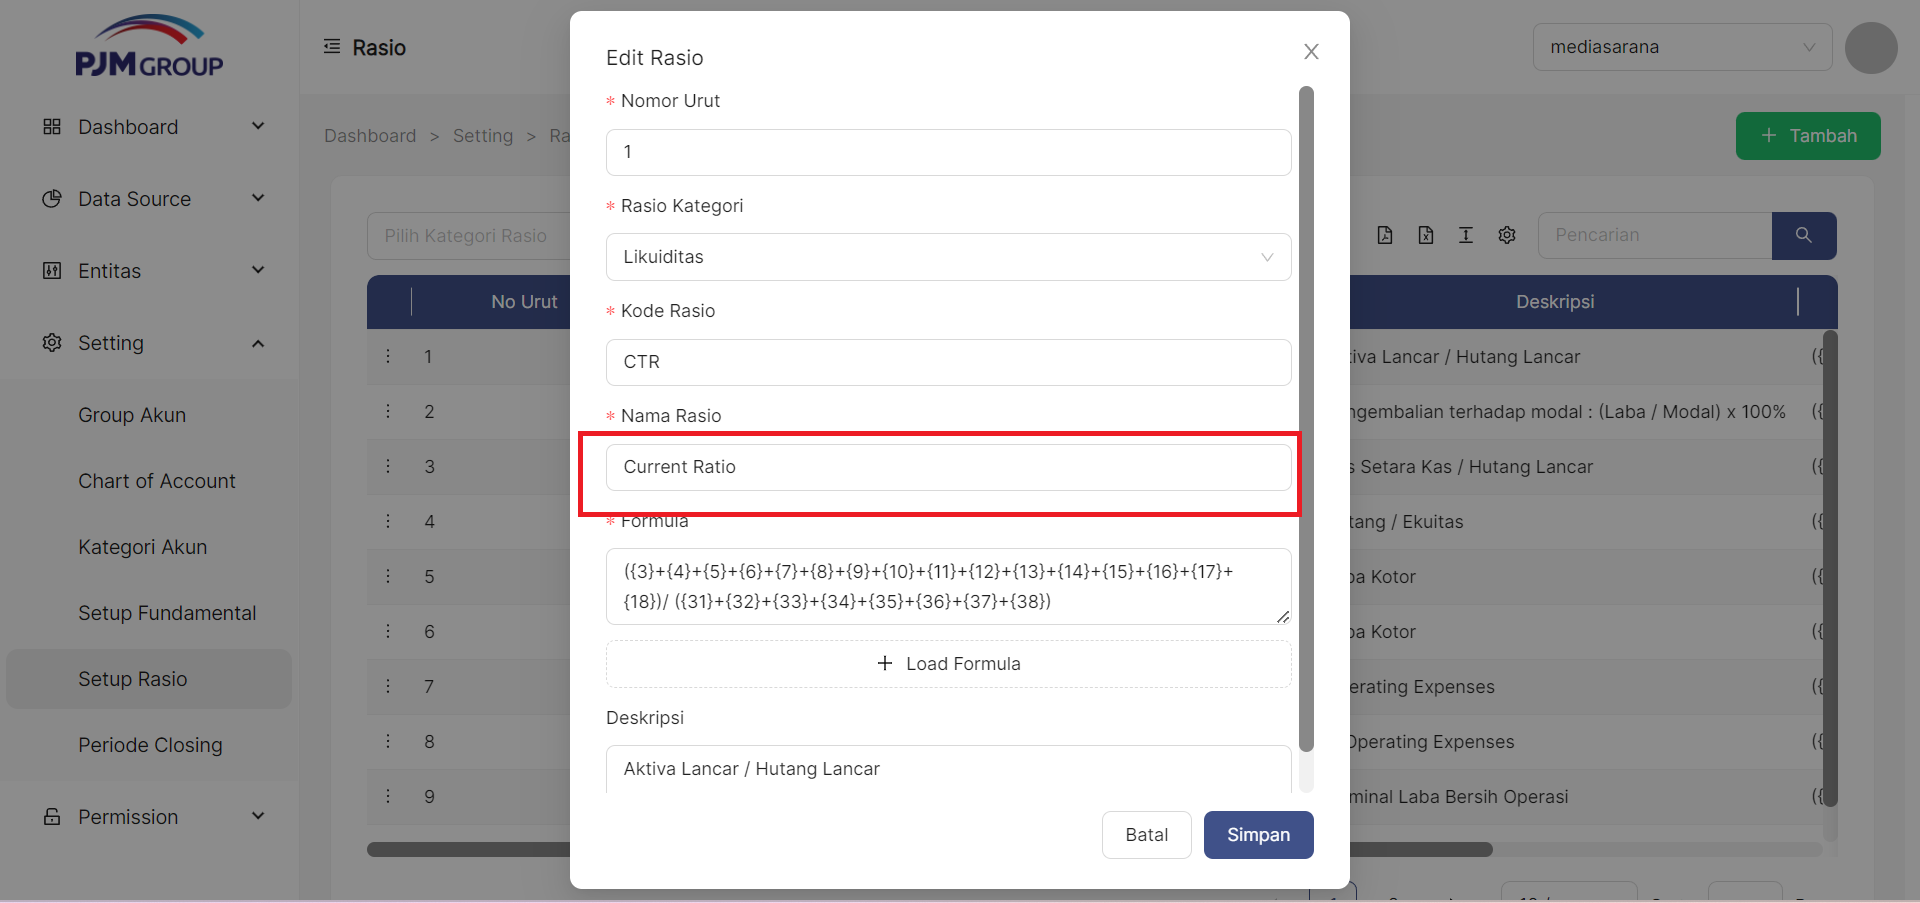 PJM GROUP
Dashboard
Data Source
Entitas
Setting
Group Akun
Chart of Account
Kategori Akun
Setup Fundamental
Setup Rasio
Periode Closing
Permission
Rasio
mediasarana
Dashboard > Setting > Ra
+ Tambah
Pilih Kategori Rasio
Pencarian
No Urut
Deskripsi
1
tiva Lancar / Hutang Lancar
({
2
ngembalian terhadap modal : (Laba / Modal) x 100%
({
3
s Setara Kas / Hutang Lancar
({
4
tang / Ekuitas
({
5
ba Kotor
({
6
ba Kotor
({
7
erating Expenses
({
8
Operating Expenses
({
9
minal Laba Bersih Operasi
({
Edit Rasio
* Nomor Urut
1
* Rasio Kategori
Likuiditas
* Kode Rasio
CTR
* Nama Rasio
Current Ratio
* Formula
({3}+{4}+{5}+{6}+{7}+{8}+{9}+{10}+{11}+{12}+{13}+{14}+{15}+{16}+{17}+
{18})/ ({31}+{32}+{33}+{34}+{35}+{36}+{37}+{38})
+ Load Formula
Deskripsi
Aktiva Lancar / Hutang Lancar
Batal
Simpan